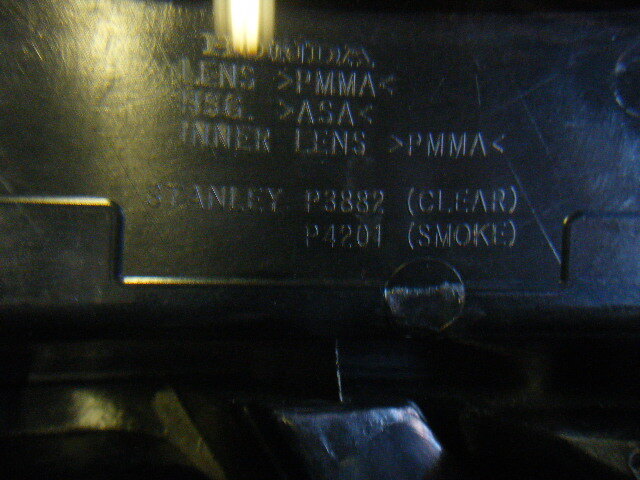 LENS >PMMA<
HSG. >ASA<
INNER LENS >PMMA<
STANLEY P3882 (CLEAR)
P4201 (SMOKE)